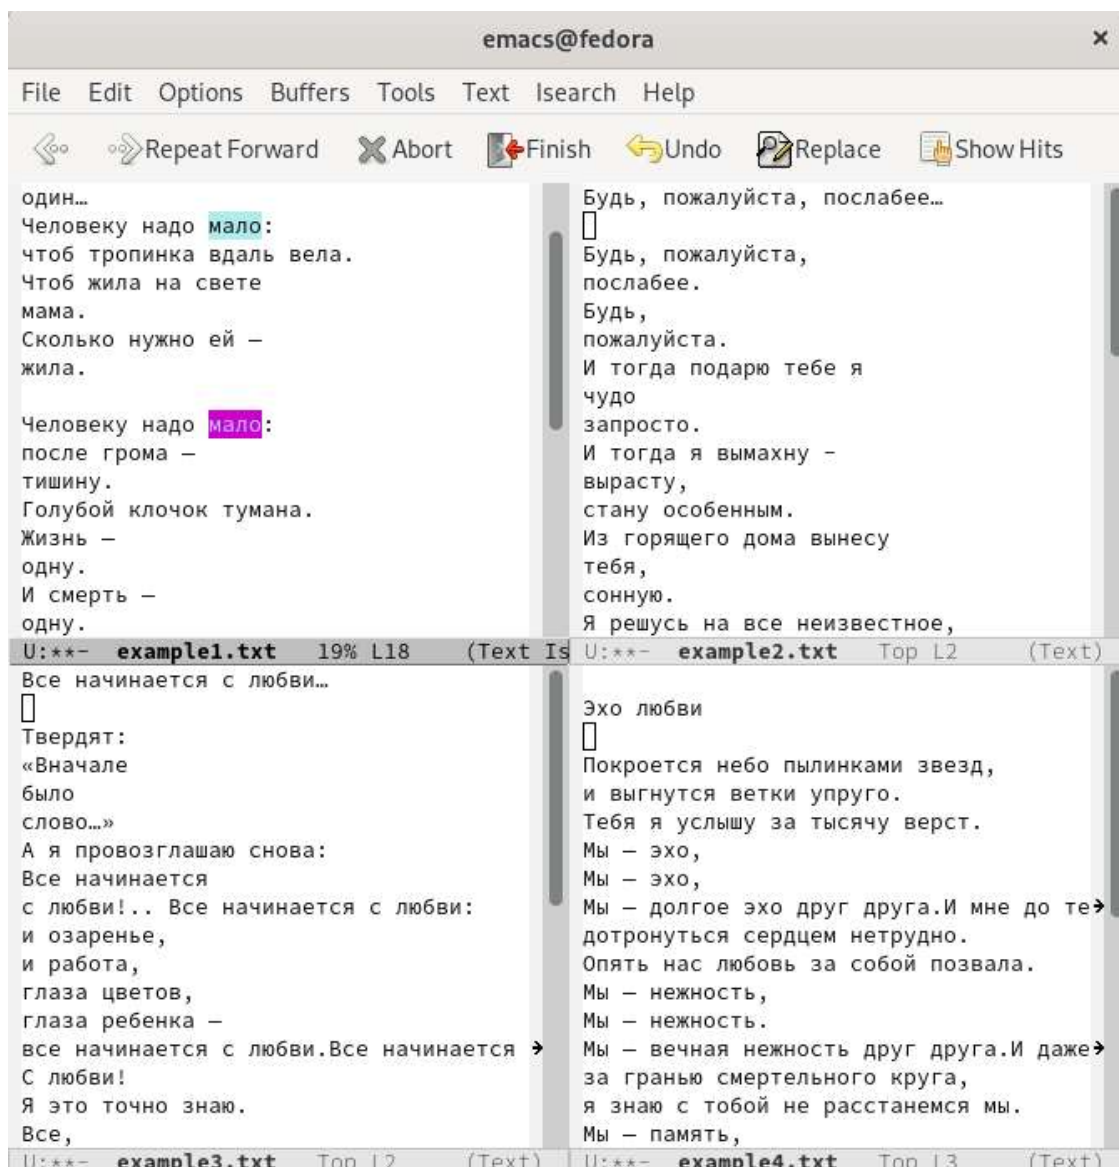 emacs@fedora
File Edit Options Buffers Tools Text Isearch Help
Repeat Forward Abort Finish Undo Replace Show Hits
один…
Человеку надо мало:
чтоб тропинка вдаль вела.
Чтоб жила на свете
мама.
Сколько нужно ей —
жила.
Человеку надо мало:
после грома —
тишину.
Голубой клочок тумана.
Жизнь —
одну.
И смерть —
одну.
U:**- example1.txt 19% L18 (Text Is
Будь, пожалуйста, послабее…
Будь, пожалуйста,
послабее.
Будь,
пожалуйста.
И тогда подарю тебе я
чудо
запросто.
И тогда я вымахну -
вырасту,
стану особенным.
Из горящего дома вынесу
тебя,
сонную.
Я решусь на все неизвестное,
U:**- example2.txt Top L2 (Text)
Все начинается с любви…
Твердят:
«Вначале
было
слово…»
А я провозглашаю снова:
Все начинается
с любви!.. Все начинается с любви:
и озаренье,
и работа,
глаза цветов,
глаза ребенка —
все начинается с любви.Все начинается
С любви!
Я это точно знаю.
Все,
U:**- example3.txt Top L2 (Text)
Эхо любви
Покроется небо пылинками звезд,
и выгнутся ветки упруго.
Тебя я услышу за тысячу верст.
Мы — эхо,
Мы — эхо,
Мы — долгое эхо друг друга.И мне до те
дотронуться сердцем нетрудно.
Опять нас любовь за собой позвала.
Мы — нежность,
Мы — нежность.
Мы — вечная нежность друг друга.И даже
за гранью смертельного круга,
я знаю с тобой не расстанемся мы.
Мы — память,
U:**- example4.txt Top L3 (Text)